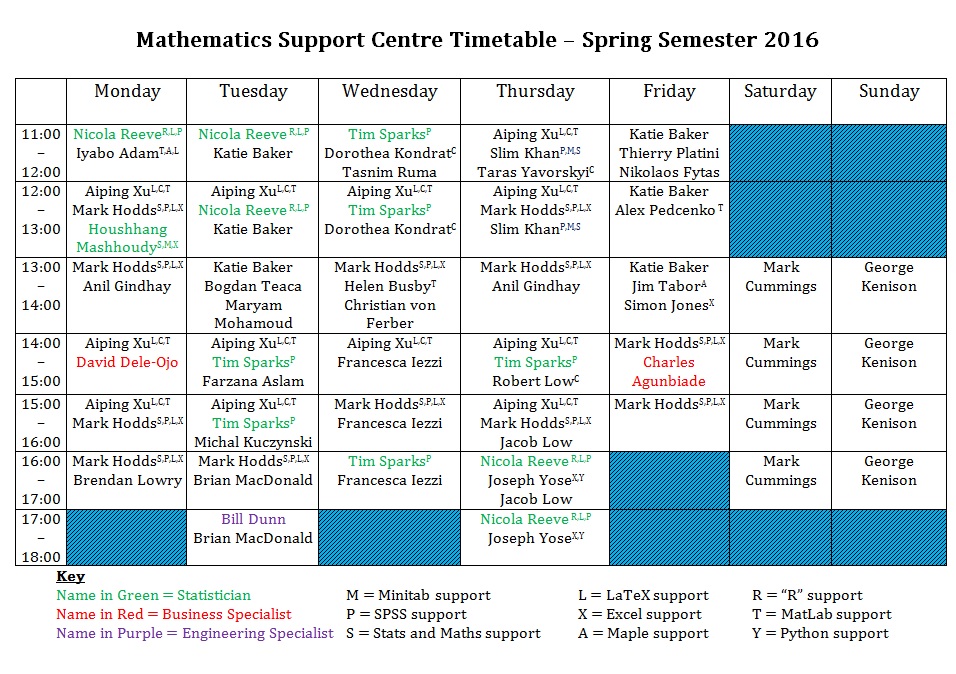 Mathematics Support Centre Timetable – Spring Semester 2016
Monday Tuesday Wednesday Thursday Friday Saturday Sunday
11:00 Nicola Reeve R,L,P Nicola Reeve R,L,P Tim Sparks P Aiping Xu L,C,T Katie Baker
– Iyabo Adam T,A,L Katie Baker Dorothea Kondrat C Slim Khan P,M,S Thierry Platini
12:00 Tasnim Ruma Taras Yavorskyi C Nikolaos Fytas
12:00 Aiping Xu L,C,T Aiping Xu L,C,T Aiping Xu L,C,T Aiping Xu L,C,T Katie Baker
– Mark Hodds S,P,L,X Nicola Reeve R,L,P Tim Sparks P Mark Hodds S,P,L,X Alex Pedcenko T
13:00 Houshhang Katie Baker Dorothea Kondrat C Slim Khan P,M,S
Mashhoudy S,M,X
13:00 Mark Hodds S,P,L,X Katie Baker Mark Hodds S,P,L,X Mark Hodds S,P,L,X Katie Baker Mark George
– Anil Gindhay Bogdan Teaca Helen Busby T Anil Gindhay Jim Tabor A Cummings Kenison
14:00 Maryam Christian von Simon Jones X
Mohamoud Ferber
14:00 Aiping Xu L,C,T Aiping Xu L,C,T Aiping Xu L,C,T Aiping Xu L,C,T Mark Hodds S,P,L,X Mark George
– David Dele-Ojo Tim Sparks P Francesca Iezzi Tim Sparks P Charles Cummings Kenison
15:00 Farzana Aslam Robert Low C Agunbiade
15:00 Aiping Xu L,C,T Aiping Xu L,C,T Mark Hodds S,P,L,X Aiping Xu L,C,T Mark Hodds S,P,L,X Mark George
– Mark Hodds S,P,L,X Tim Sparks P Francesca Iezzi Mark Hodds S,P,L,X Cummings Kenison
16:00 Michal Kuczynski Jacob Low
16:00 Mark Hodds S,P,L,X Mark Hodds S,P,L,X Tim Sparks P Nicola Reeve R,L,P Mark George
– Brendan Lowry Brian MacDonald Francesca Iezzi Joseph Yose X,Y Cummings Kenison
17:00 Jacob Low
17:00 Bill Dunn Nicola Reeve R,L,P
– Brian MacDonald Joseph Yose X,Y
18:00
Key
Name in Green = Statistician M = Minitab support L = LaTeX support R = “R” support
Name in Red = Business Specialist P = SPSS support X = Excel support T = MatLab support
Name in Purple = Engineering Specialist S = Stats and Maths support A = Maple support Y = Python support